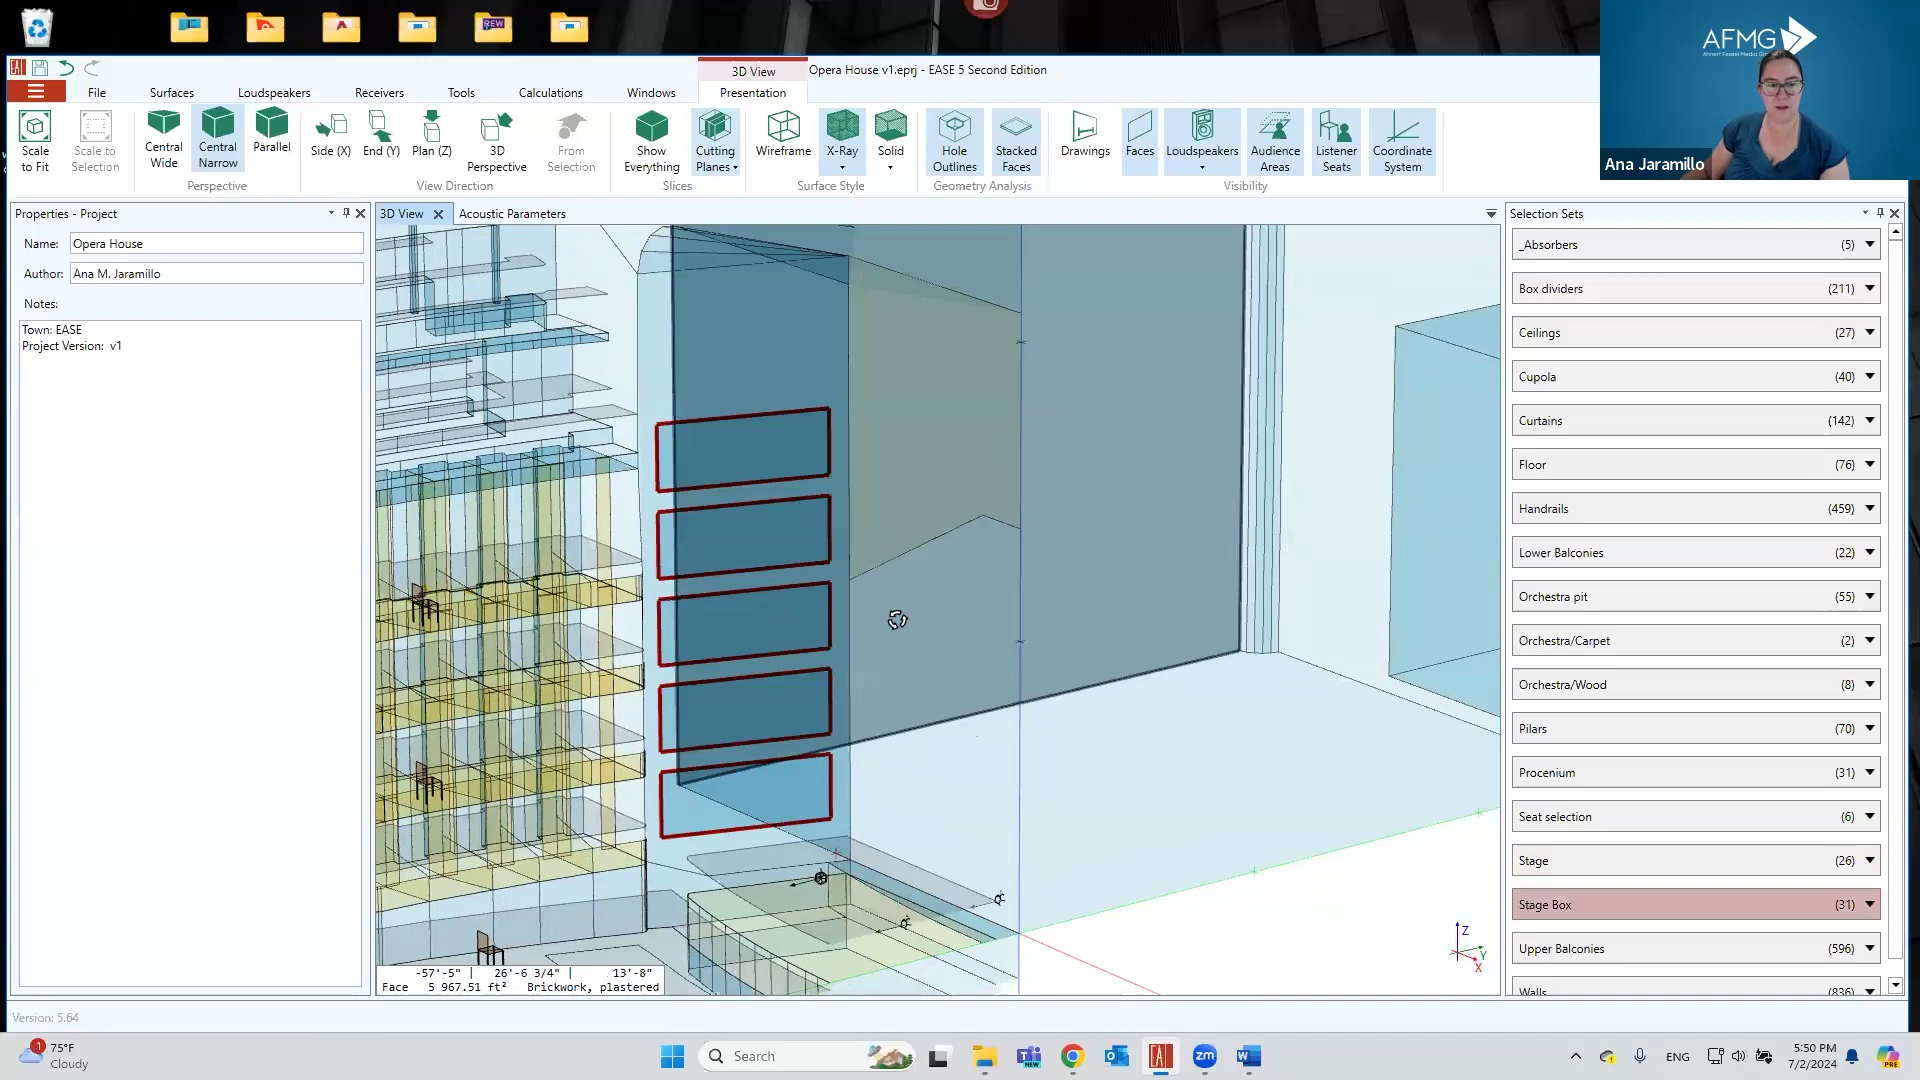 REW
AFMG
Ana Jaramillo
3D View
Opera House v1.eprj - EASE 5 Second Edition
File
Surfaces
Loudspeakers
Receivers
Tools
Calculations
Windows
Presentation
Scale to Fit
Scale to Selection
Central Wide
Central Narrow
Parallel
Side (X)
End (Y)
Plan (Z)
3D Perspective
From Selection
Show Everything
Cutting Planes
Wireframe
X-Ray
Solid
Hole Outlines
Stacked Faces
Drawings
Faces
Loudspeakers
Audience Areas
Listener Seats
Coordinate System
Perspective
View Direction
Slices
Surface Style
Geometry Analysis
Visibility
Properties - Project
Name: Opera House
Author: Ana M. Jaramillo
Notes:
Town: EASE
Project Version: v1
3D View
Acoustic Parameters
Z
Y
X
-57'-5" | 26'-6 3/4" | 13'-8"
Face 5 967.51 ft² Brickwork, plastered
Selection Sets
_Absorbers (5)
Box dividers (211)
Ceilings (27)
Cupola (40)
Curtains (142)
Floor (76)
Handrails (459)
Lower Balconies (22)
Orchestra pit (55)
Orchestra/Carpet (2)
Orchestra/Wood (8)
Pilars (70)
Procenium (31)
Seat selection (6)
Stage (26)
Stage Box (31)
Upper Balconies (596)
Walls (836)
Version: 5.64
1
75°F
Cloudy
Search
NEW
zm
W
ENG
5:50 PM
7/2/2024
PRE